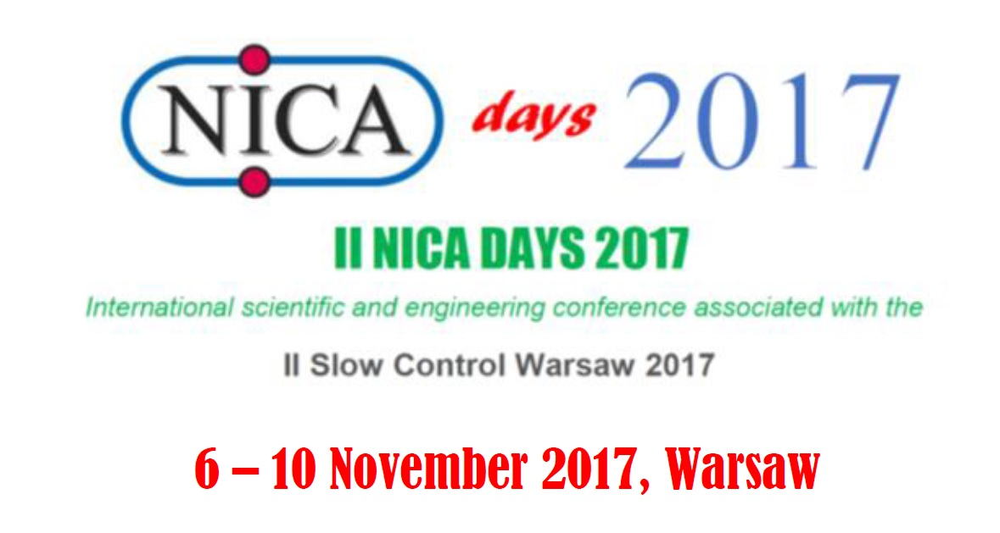 NICA days 2017
II NICA DAYS 2017
International scientific and engineering conference associated with the
II Slow Control Warsaw 2017
6 – 10 November 2017, Warsaw